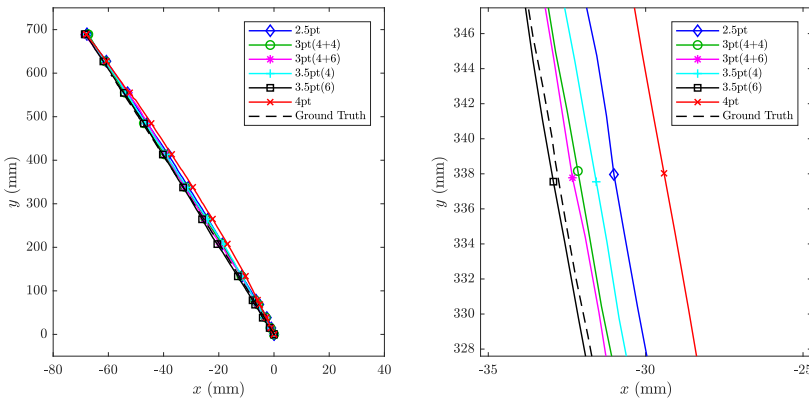 700
600
500
400
300
200
100
0
y (mm)
-80 -60 -40 -20 0 20 40
x (mm)
2.5pt
3pt(4+4)
3pt(4+6)
3.5pt(4)
3.5pt(6)
4pt
Ground Truth
346
344
342
340
338
336
334
332
330
328
y (mm)
-35 -30 -25
x (mm)
2.5pt
3pt(4+4)
3pt(4+6)
3.5pt(4)
3.5pt(6)
4pt
Ground Truth